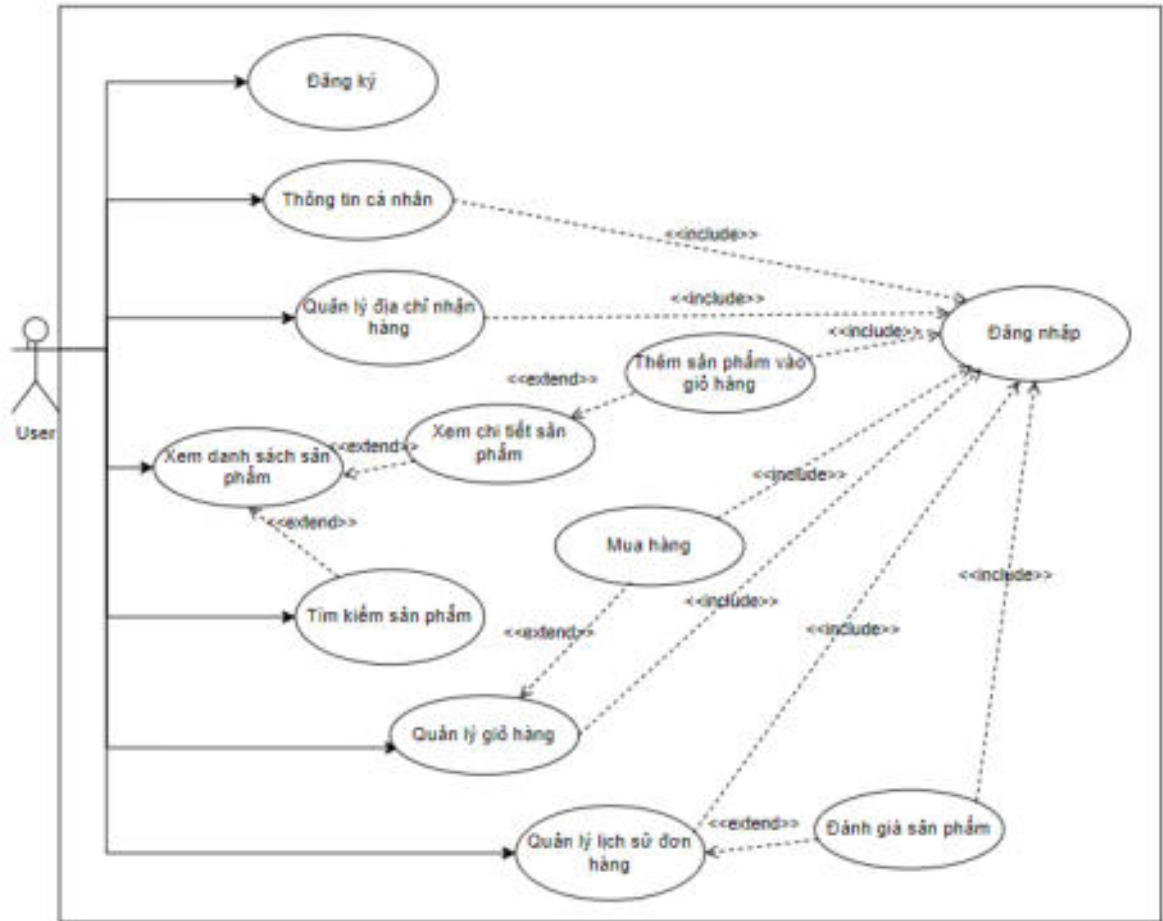 Đăng ký
Thông tin cá nhân
<<include>>
Quản lý địa chỉ nhận
hàng
<<include>>
<<include>>
Đăng nhập
Thêm sản phẩm vào
giỏ hàng
<<extend>>
User
Xem chi tiết sản
phẩm
<<extend>>
Xem danh sách sản
phẩm
<<include>>
<<extend>>
Mua hàng
<<include>>
<<include>>
Tìm kiếm sản phẩm
<<extend>>
<<include>>
Quản lý giỏ hàng
<<extend>>
Đánh giá sản phẩm
Quản lý lịch sử đơn
hàng